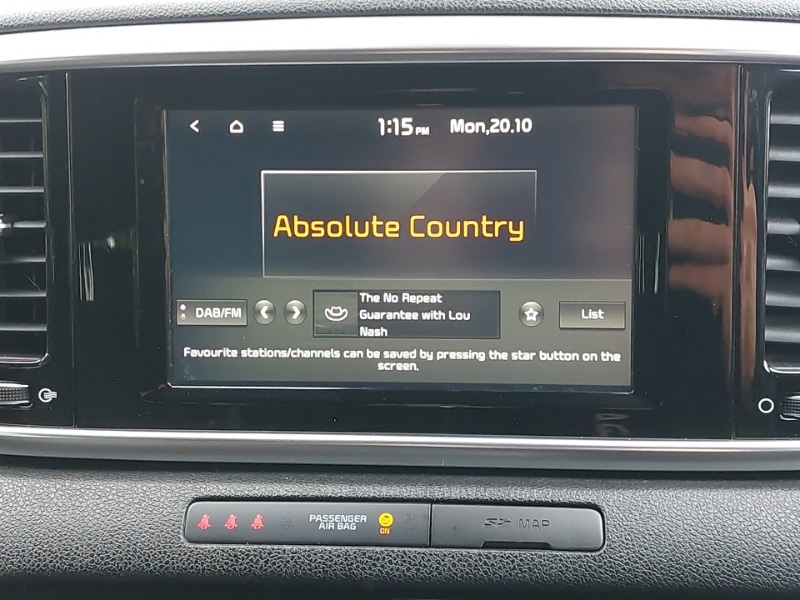 1:15 PM Mon,20.10
Absolute Country
DAB/FM
The No Repeat
Guarantee with Lou
Nash
List
Favourite stations/channels can be saved by pressing the star button on the
screen.
PASSENGER
AIR BAG
ON
MAP